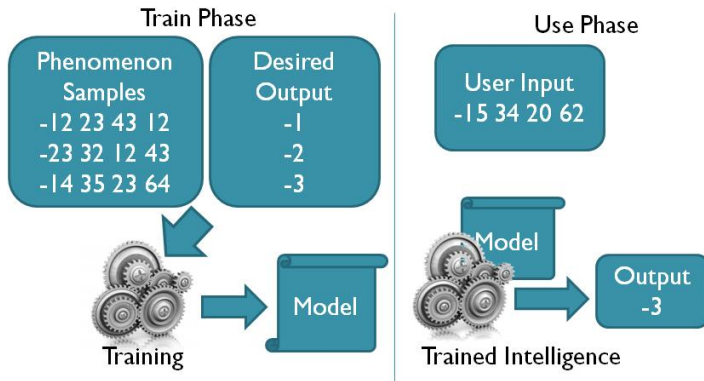 Train Phase
Phenomenon
Samples
-12 23 43 12
-23 32 12 43
-14 35 23 64
Desired
Output
-1
-2
-3
Training
Model
Use Phase
User Input
-15 34 20 62
Model
Trained Intelligence
Output
-3